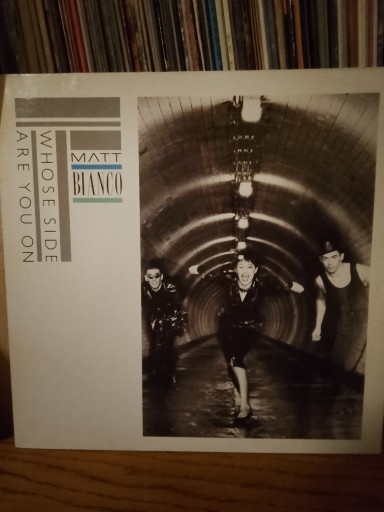 MATT
BIANCO
WHOSE SIDE
ARE YOU ON